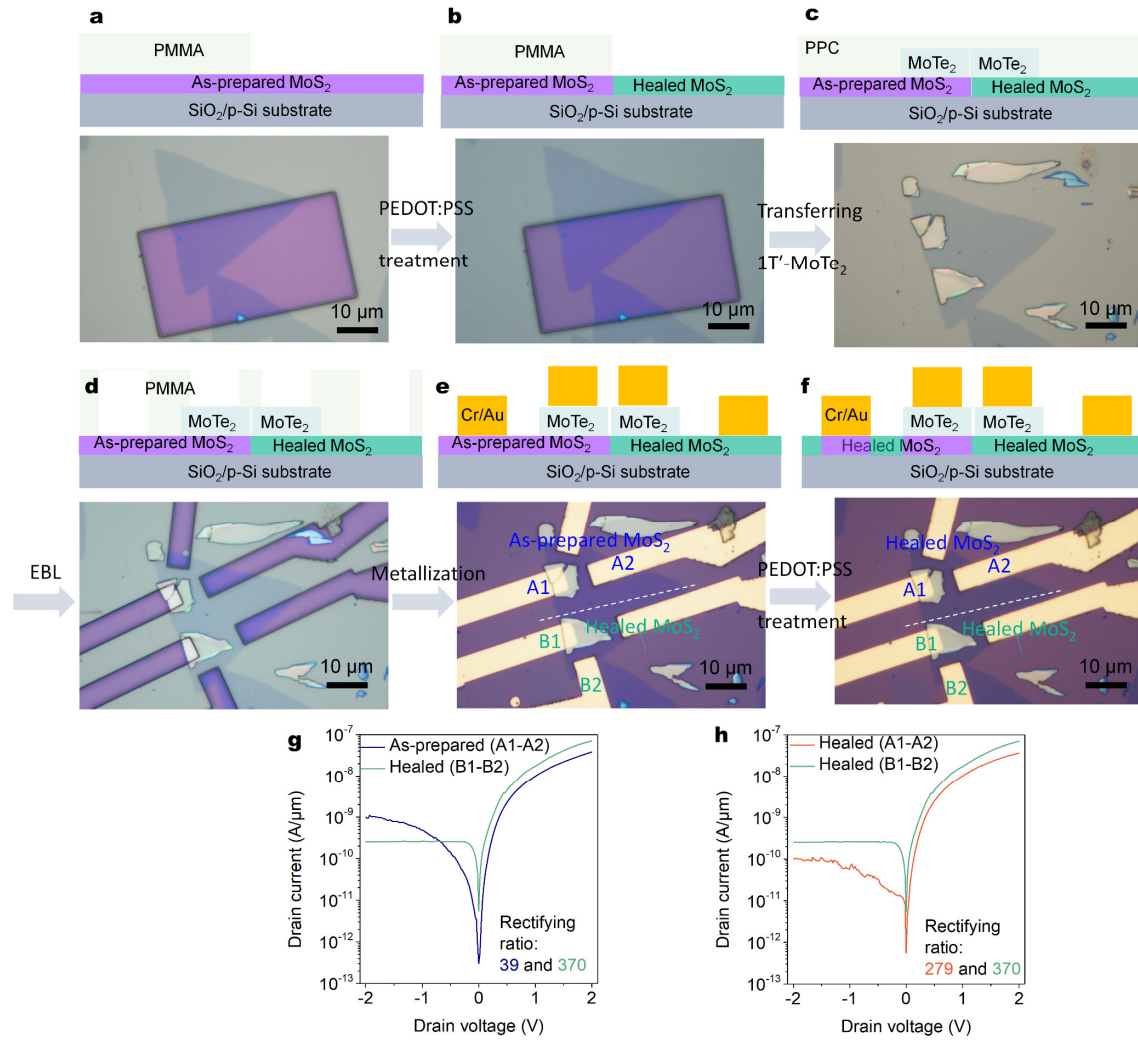 a
PMMA
As-prepared MoS₂
SiO₂/p-Si substrate
10 μm
PEDOT:PSS
treatment
b
PMMA
As-prepared MoS₂
Healed MoS₂
SiO₂/p-Si substrate
10 μm
Transferring
1T′-MoTe₂
c
PPC
MoTe₂
MoTe₂
As-prepared MoS₂
Healed MoS₂
SiO₂/p-Si substrate
10 μm
EBL
d
PMMA
MoTe₂
MoTe₂
As-prepared MoS₂
Healed MoS₂
SiO₂/p-Si substrate
10 μm
Metallization
e
Cr/Au
MoTe₂
MoTe₂
As-prepared MoS₂
Healed MoS₂
SiO₂/p-Si substrate
As-prepared MoS₂
A1
A2
B1
Healed MoS₂
B2
10 μm
PEDOT:PSS
treatment
f
Cr/Au
MoTe₂
MoTe₂
Healed MoS₂
Healed MoS₂
SiO₂/p-Si substrate
Healed MoS₂
A1
A2
B1
Healed MoS₂
B2
10 μm
g
As-prepared (A1-A2)
Healed (B1-B2)
10⁻⁷
10⁻⁸
10⁻⁹
10⁻¹⁰
10⁻¹¹
10⁻¹²
10⁻¹³
Drain current (A/μm)
Rectifying
ratio:
39 and 370
-2 -1 0 1 2
Drain voltage (V)
h
Healed (A1-A2)
Healed (B1-B2)
10⁻⁷
10⁻⁸
10⁻⁹
10⁻¹⁰
10⁻¹¹
10⁻¹²
10⁻¹³
Drain current (A/μm)
Rectifying
ratio:
279 and 370
-2 -1 0 1 2
Drain voltage (V)